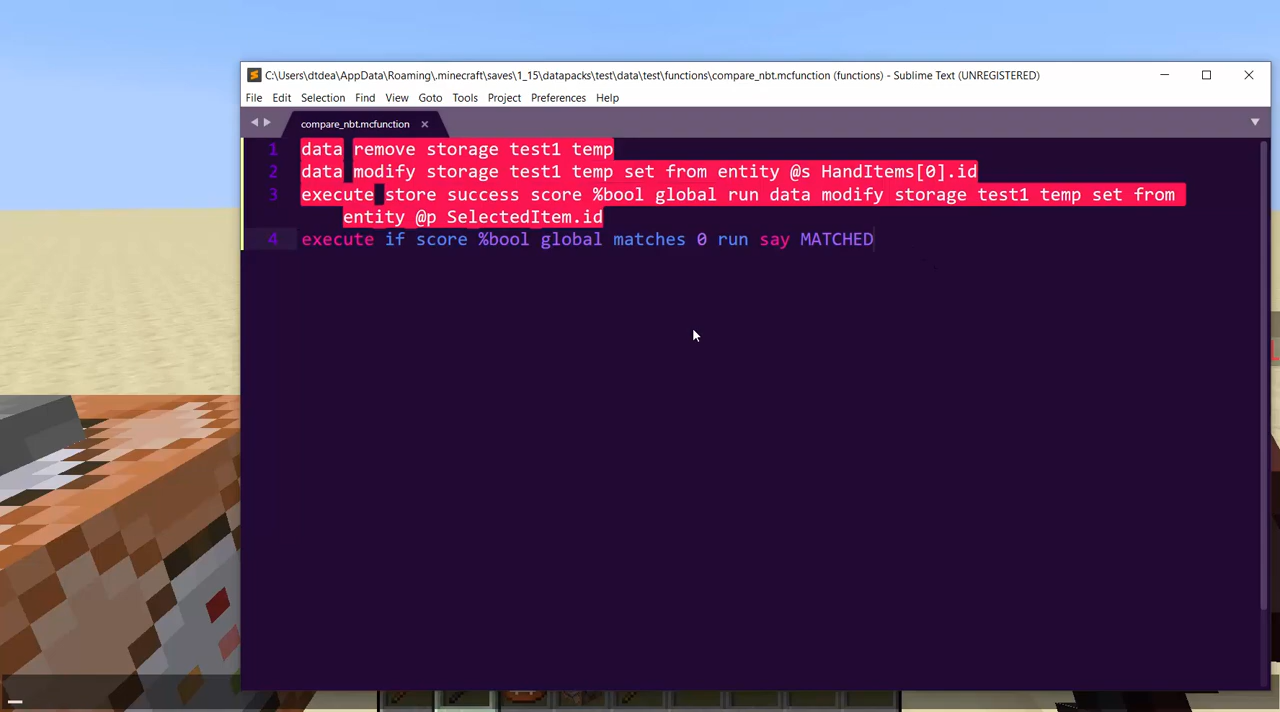 C:\Users\dtdea\AppData\Roaming\.minecraft\saves\1_15\datapacks\test\data\test\functions\compare_nbt.mcfunction (functions) - Sublime Text (UNREGISTERED)
File Edit Selection Find View Goto Tools Project Preferences Help
compare_nbt.mcfunction
1 data remove storage test1 temp
2 data modify storage test1 temp set from entity @s HandItems[0].id
3 execute store success score %bool global run data modify storage test1 temp set from
entity @p SelectedItem.id
4 execute if score %bool global matches 0 run say MATCHED